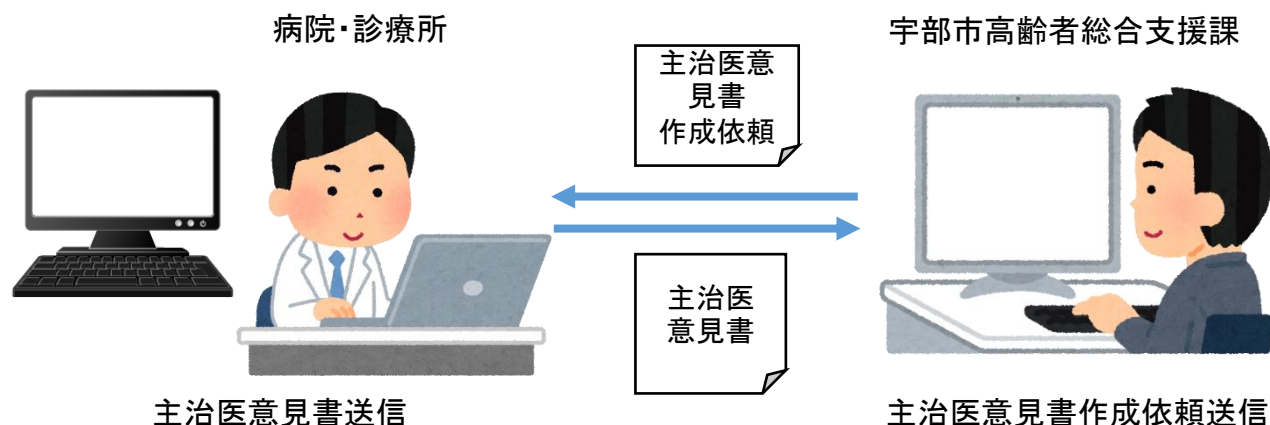 病院・診療所
宇部市高齢者総合支援課
主治医意
見書
作成依頼
主治医
意見書
主治医意見書送信
主治医意見書作成依頼送信